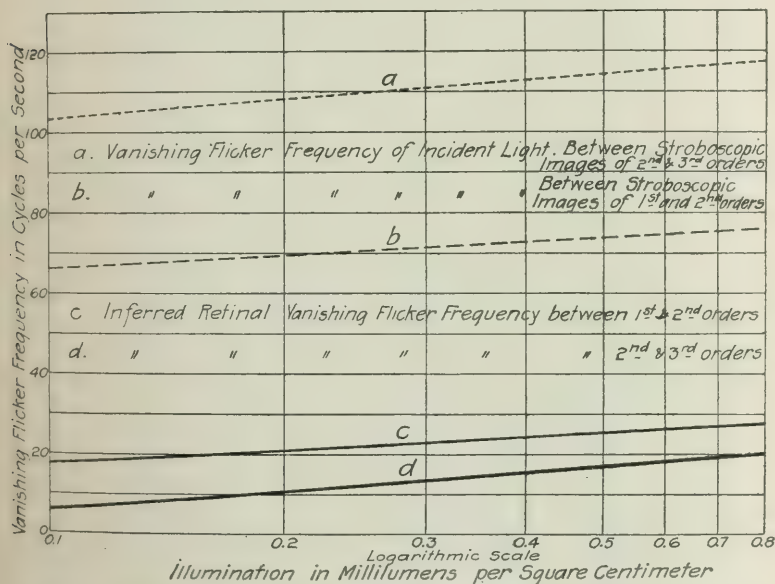 Vanishing Flicker Frequency in Cycles per Second
120
100
80
60
40
20
0
a
a. Vanishing Flicker Frequency of Incident Light. Between Stroboscopic
Images of 2nd & 3rd orders
b. " " " " " " Between Stroboscopic
Images of 1st and 2nd orders
b
c Inferred Retinal Vanishing Flicker Frequency between 1st & 2nd orders
d. " " " " " " 2nd & 3rd orders
c
d
0.1 0.2 0.3 0.4 0.5 0.6 0.7 0.8
Logarithmic Scale
Illumination in Millilumens per Square Centimeter